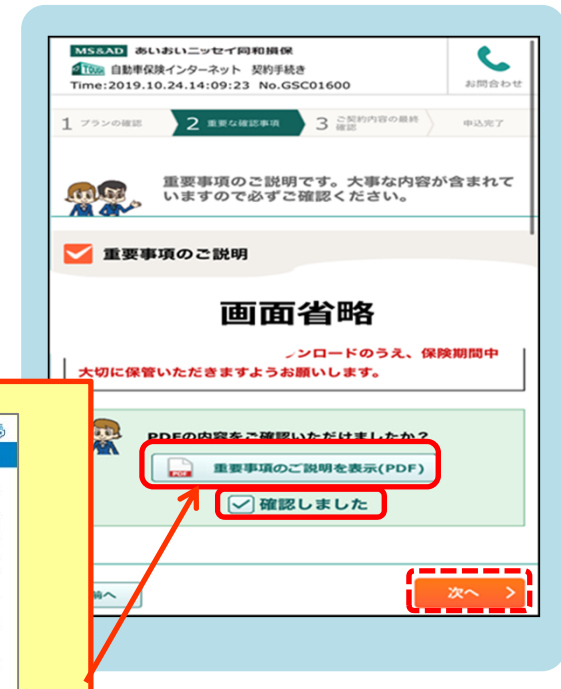 MS&AD あいおいニッセイ同和損保
TOUGH 自動車保険インターネット 契約手続き
Time:2019.10.24.14:09:23 No.GSC01600
お問合わせ
1 プランの確認
2 重要な確認事項
3 ご契約内容の最終確認
申込完了
重要事項のご説明です。大事な内容が含まれて
いますので必ずご確認ください。
重要事項のご説明
画面省略
ンロードのうえ、保険期間中
大切に保管いただきますようお願いします。
PDFの内容をご確認いただけましたか？
PDF 重要事項のご説明を表示(PDF)
確認しました
前へ
次へ